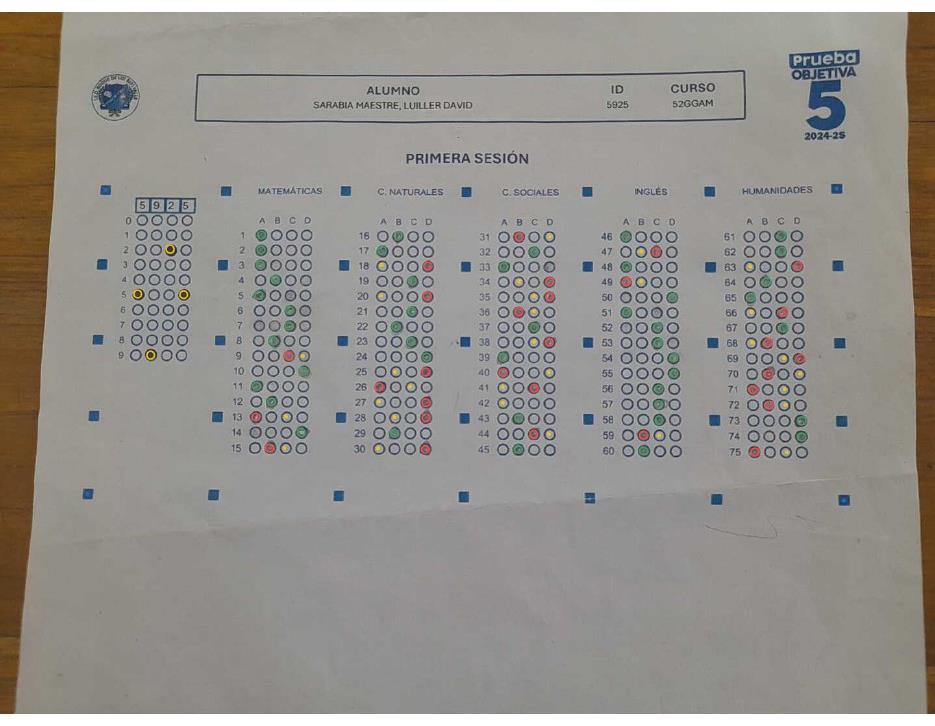 Prueba
OBJETIVA
5
2024-25
ALUMNO ID CURSO
SARABIA MAESTRE, LUILLER DAVID 5925 52GGAM
PRIMERA SESIÓN
MATEMÁTICAS C. NATURALES C. SOCIALES INGLÉS HUMANIDADES
5 9 2 5
A B C D A B C D A B C D A B C D A B C D
0
1
2
3
4
5
6
7
8
9
1 16 31 46 61
2 17 32 47 62
3 18 33 48 63
4 19 34 49 64
5 20 35 50 65
6 21 36 51 66
7 22 37 52 67
8 23 38 53 68
9 24 39 54 69
10 25 40 55 70
11 26 41 56 71
12 27 42 57 72
13 28 43 58 73
14 29 44 59 74
15 30 45 60 75